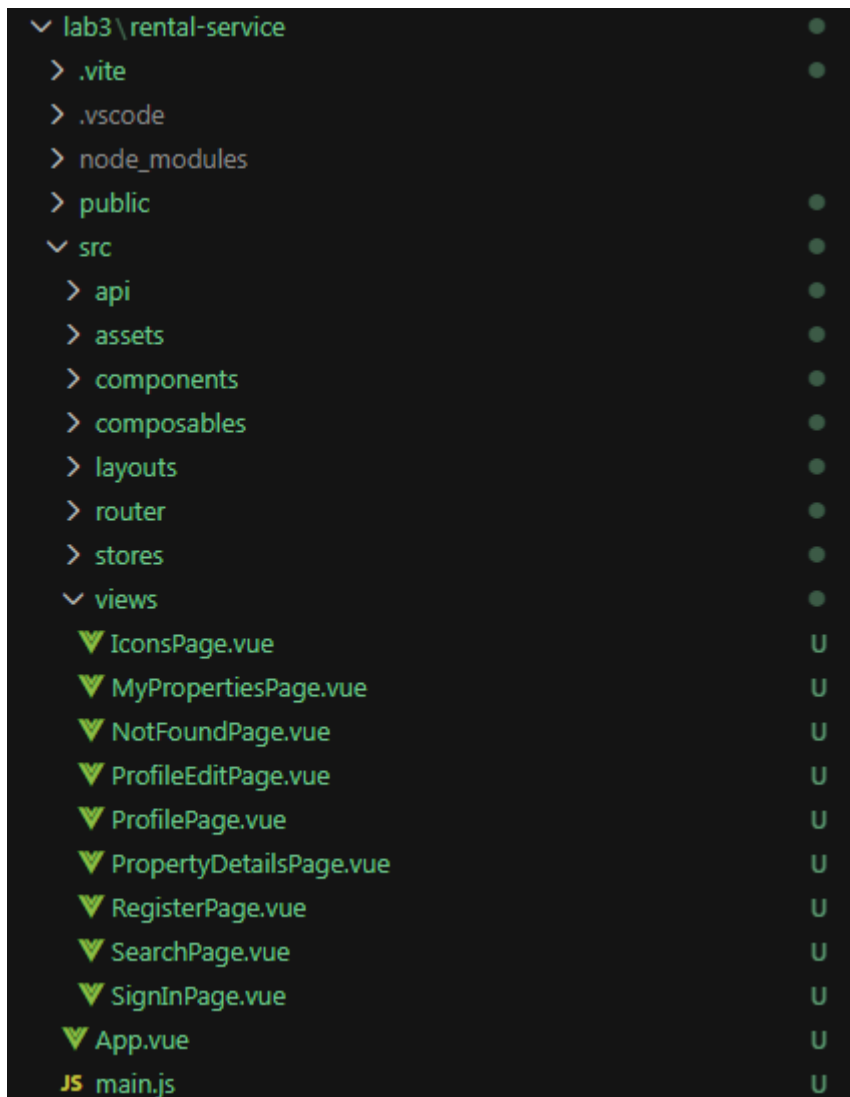 lab3\rental-service
.vite
.vscode
node_modules
public
src
api
assets
components
composables
layouts
router
stores
views
IconsPage.vue U
MyPropertiesPage.vue U
NotFoundPage.vue U
ProfileEditPage.vue U
ProfilePage.vue U
PropertyDetailsPage.vue U
RegisterPage.vue U
SearchPage.vue U
SignInPage.vue U
App.vue U
JS main.js U